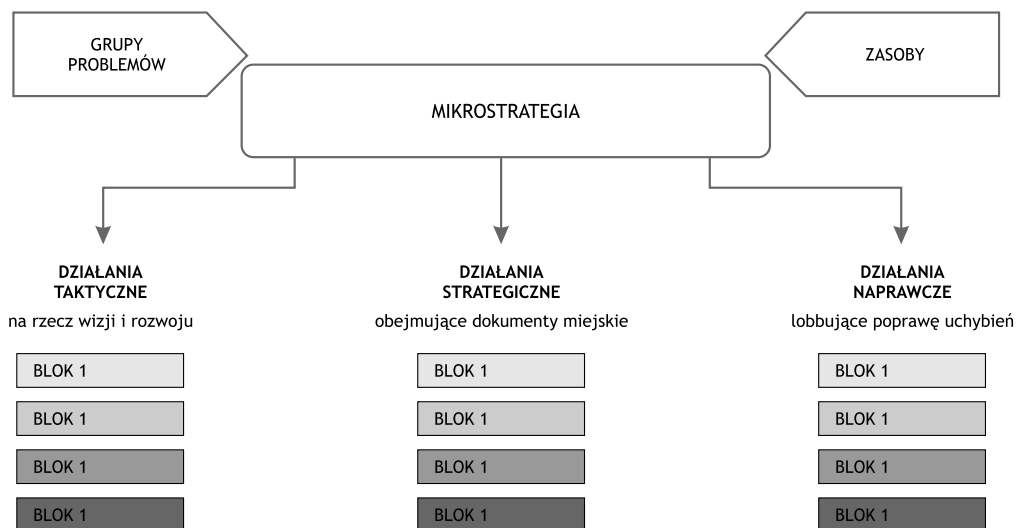 GRUPY
PROBLEMÓW
ZASOBY
MIKROSTRATEGIA
DZIAŁANIA
TAKTYCZNE
na rzecz wizji i rozwoju
BLOK 1
BLOK 1
BLOK 1
BLOK 1
DZIAŁANIA
STRATEGICZNE
obejmujące dokumenty miejskie
BLOK 1
BLOK 1
BLOK 1
BLOK 1
DZIAŁANIA
NAPRAWCZE
lobbujące poprawę uchybień
BLOK 1
BLOK 1
BLOK 1
BLOK 1